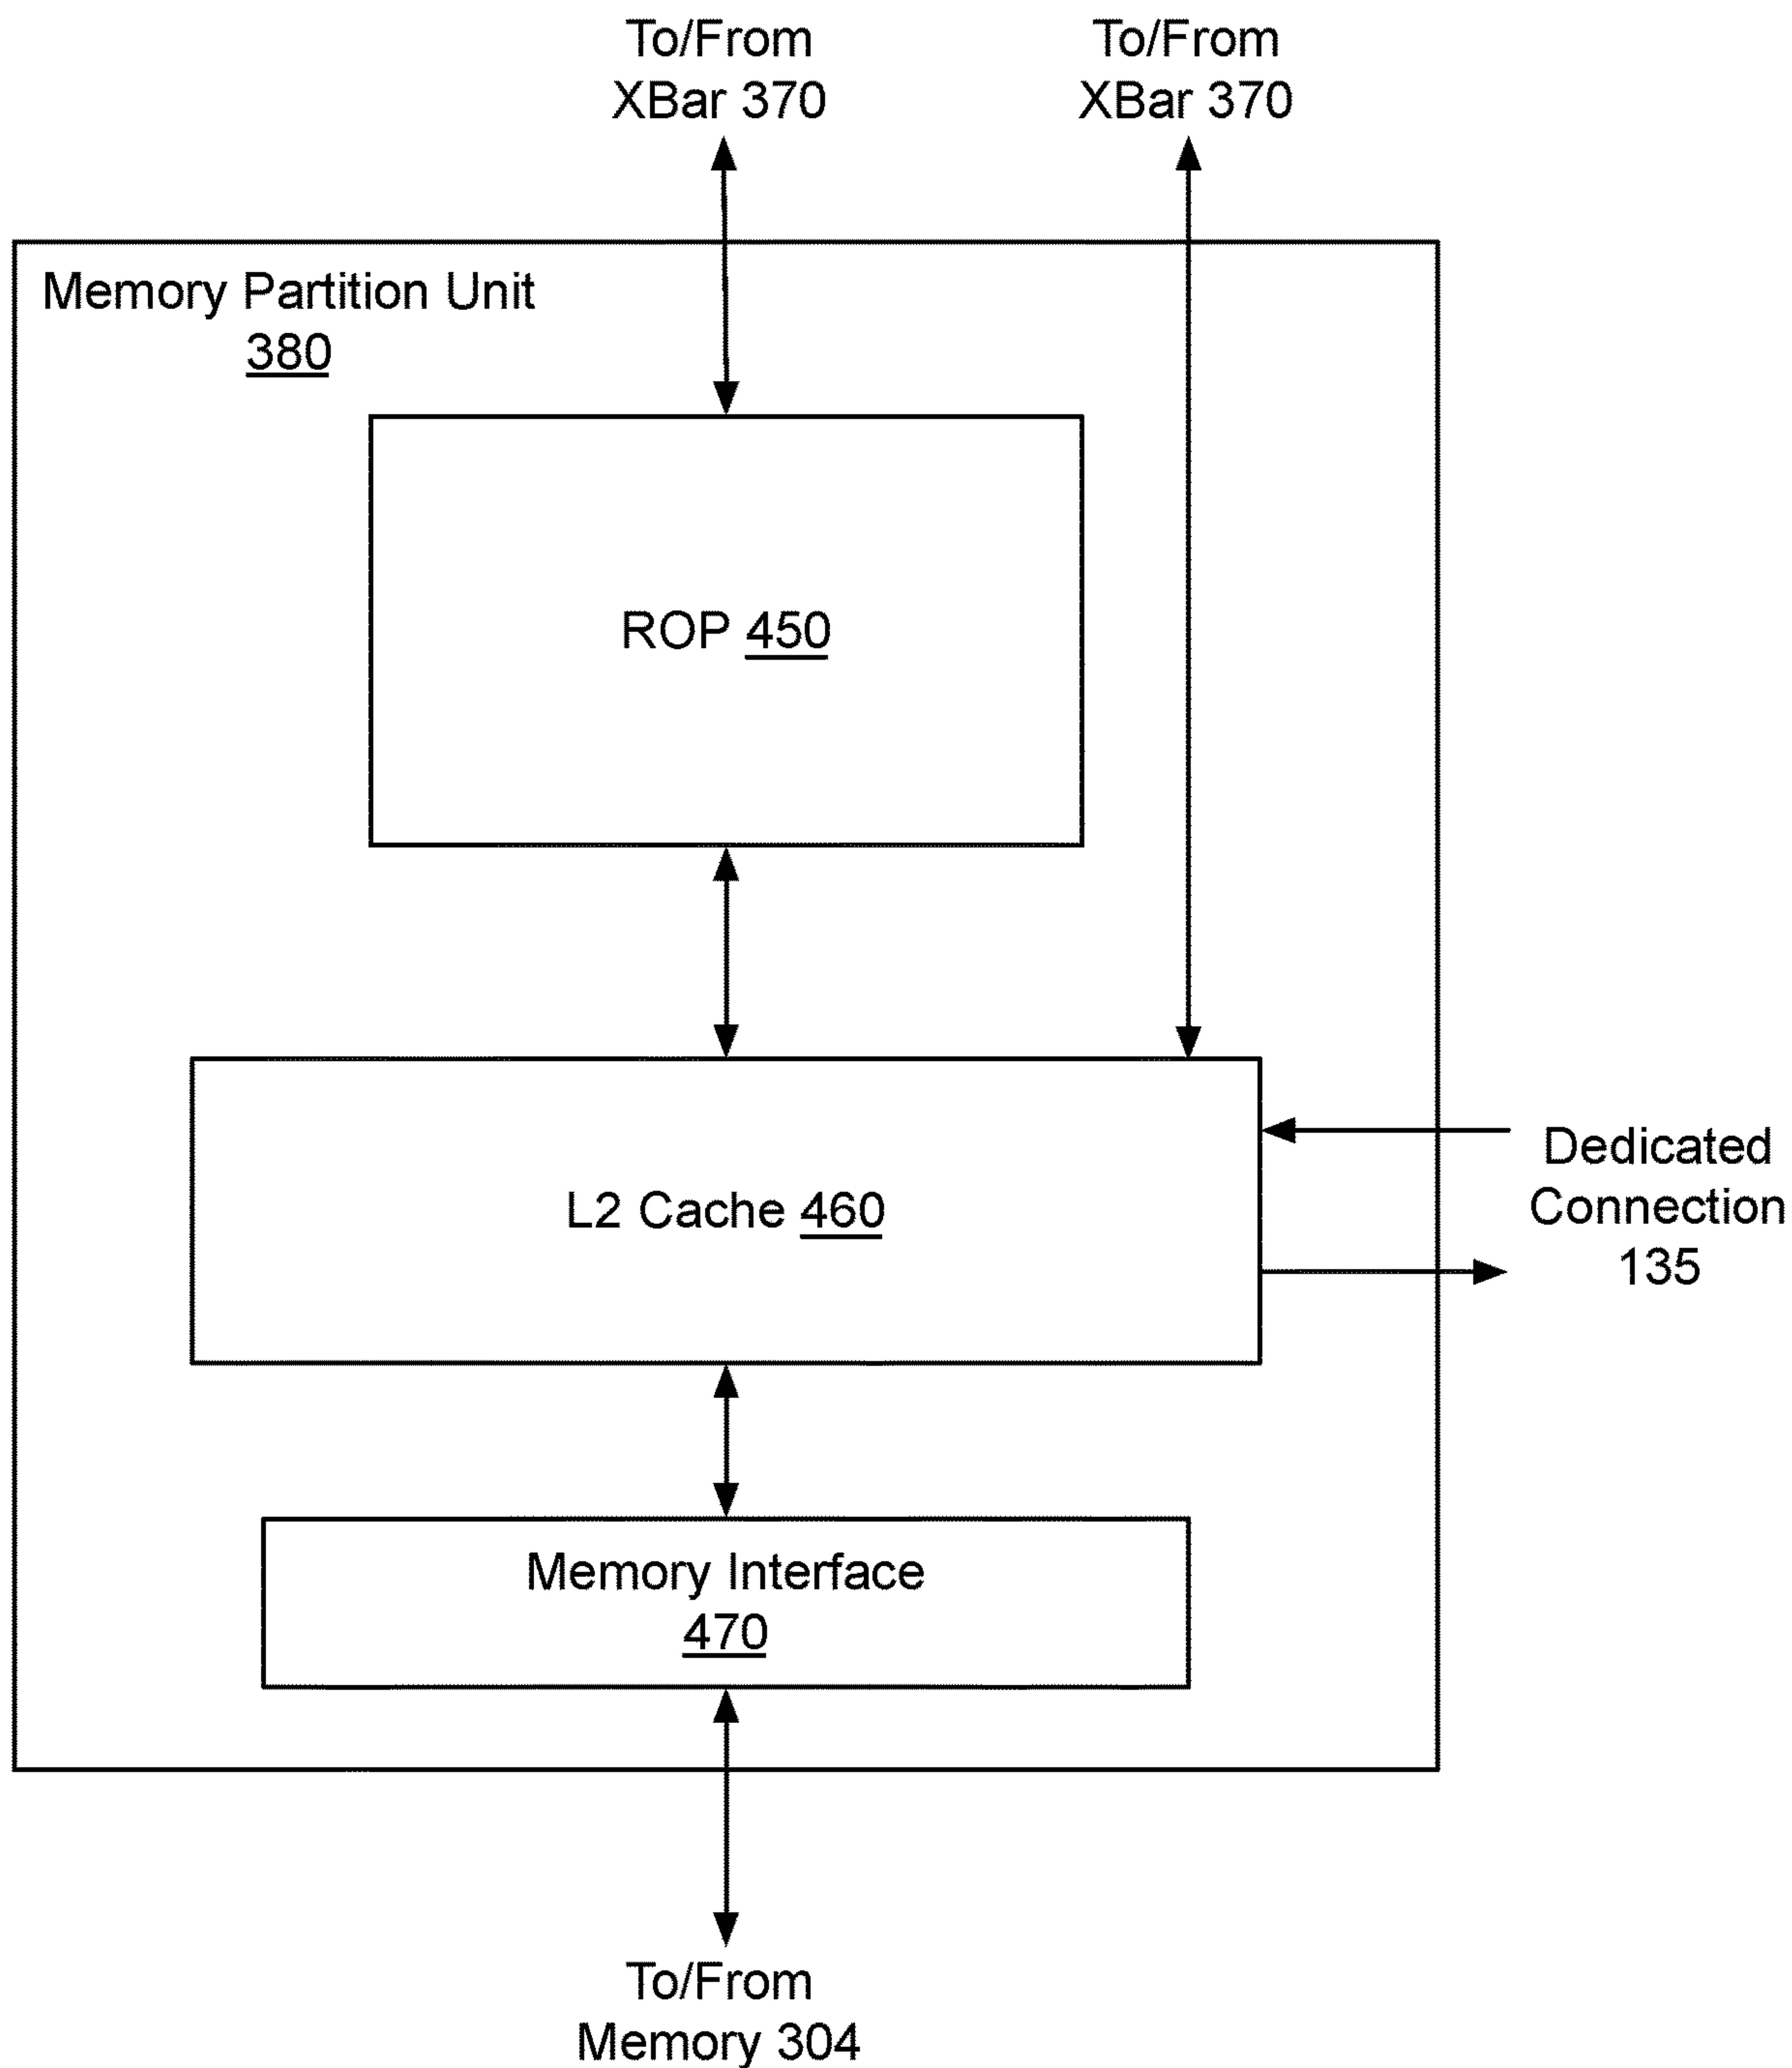 To/From
XBar 370
To/From
XBar 370
Memory Partition Unit
380
ROP 450
L2 Cache 460
Dedicated
Connection
135
Memory Interface
470
To/From
Memory 304